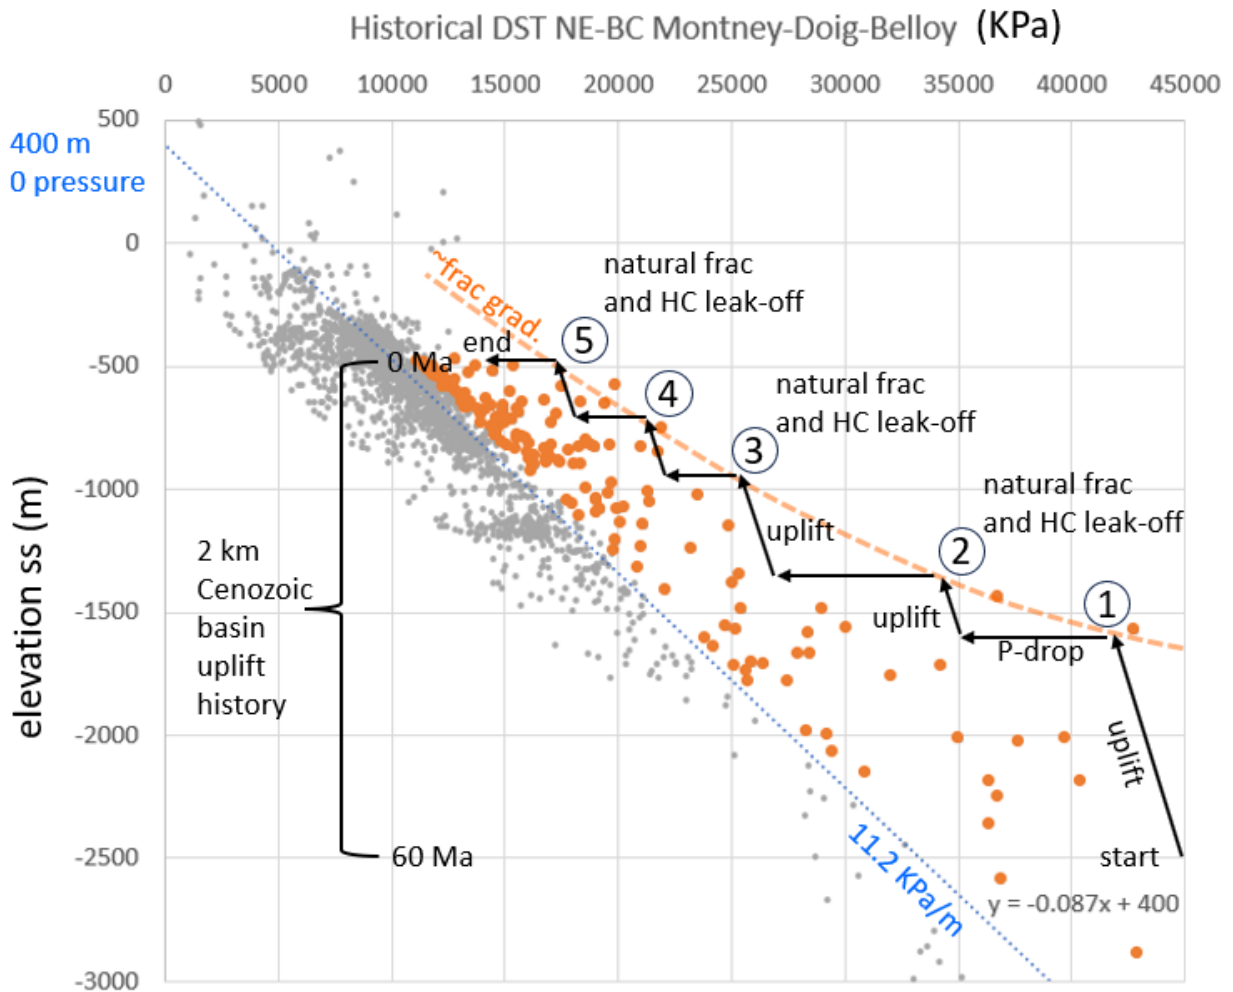 Historical DST NE-BC Montney-Doig-Belloy (KPa)
0 5000 10000 15000 20000 25000 30000 35000 40000 45000
500
400 m
0 pressure
0
-500
-1000
-1500
-2000
-2500
-3000
elevation ss (m)
~frac grad.
natural frac
and HC leak-off
5
end
0 Ma
4
natural frac
and HC leak-off
3
natural frac
and HC leak-off
uplift
2
uplift
1
P-drop
2 km
Cenozoic
basin
uplift
history
uplift
60 Ma
start
11.2 KPa/m
y = -0.087x + 400